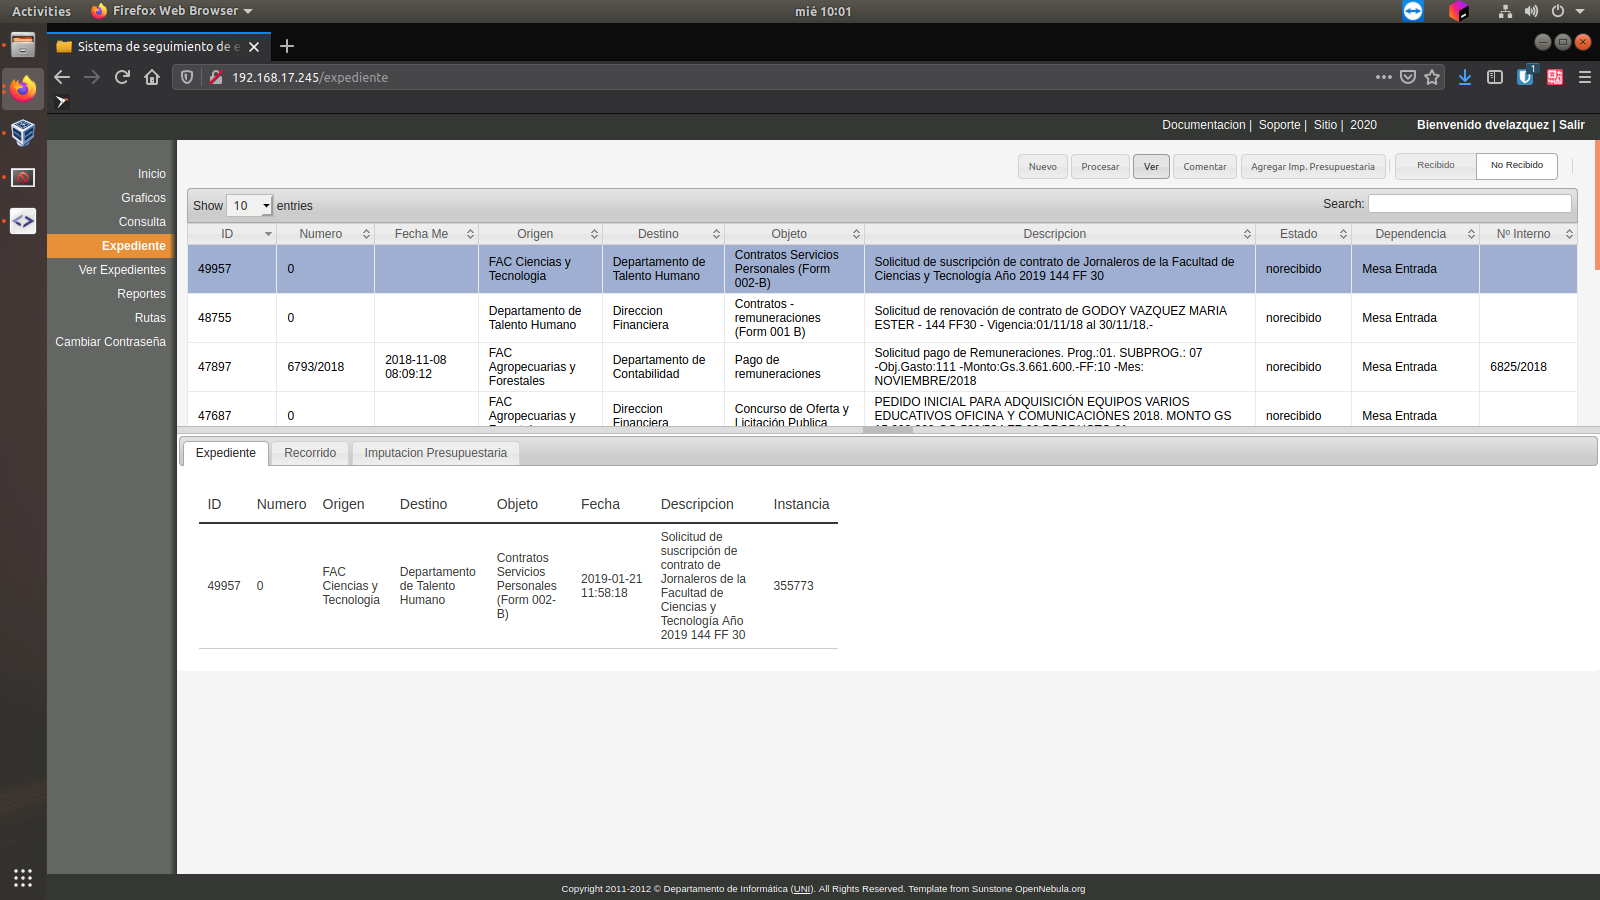 Activities Firefox Web Browser mié 10:01
Sistema de seguimiento de e
192.168.17.245/expediente
1
Documentacion | Soporte | Sitio | 2020 Bienvenido dvelazquez | Salir
Inicio
Graficos
Consulta
Expediente
Ver Expedientes
Reportes
Rutas
Cambiar Contraseña
Nuevo Procesar Ver Comentar Agregar Imp. Presupuestaria Recibido No Recibido
Show 10 entries Search:
ID Numero Fecha Me Origen Destino Objeto Descripcion Estado Dependencia Nº Interno
49957 0 FAC Ciencias y Tecnologia Departamento de Talento Humano Contratos Servicios Personales (Form 002-B) Solicitud de suscripción de contrato de Jornaleros de la Facultad de Ciencias y Tecnología Año 2019 144 FF 30 norecibido Mesa Entrada
48755 0 Departamento de Talento Humano Direccion Financiera Contratos - remuneraciones (Form 001 B) Solicitud de renovación de contrato de GODOY VAZQUEZ MARIA ESTER - 144 FF30 - Vigencia:01/11/18 al 30/11/18.- norecibido Mesa Entrada
47897 6793/2018 2018-11-08 08:09:12 FAC Agropecuarias y Forestales Departamento de Contabilidad Pago de remuneraciones Solicitud pago de Remuneraciones. Prog.:01. SUBPROG.: 07 -Obj.Gasto:111 -Monto:Gs.3.661.600.-FF:10 -Mes: NOVIEMBRE/2018 norecibido Mesa Entrada 6825/2018
47687 0 FAC Agropecuarias y Direccion Financiera Concurso de Oferta y Licitación Publica PEDIDO INICIAL PARA ADQUISICIÓN EQUIPOS VARIOS EDUCATIVOS OFICINA Y COMUNICACIONES 2018. MONTO GS norecibido Mesa Entrada
Expediente Recorrido Imputacion Presupuestaria
ID Numero Origen Destino Objeto Fecha Descripcion Instancia
49957 0 FAC Ciencias y Tecnologia Departamento de Talento Humano Contratos Servicios Personales (Form 002-B) 2019-01-21 11:58:18 Solicitud de suscripción de contrato de Jornaleros de la Facultad de Ciencias y Tecnología Año 2019 144 FF 30 355773
Copyright 2011-2012 © Departamento de Informática (UNI). All Rights Reserved. Template from Sunstone OpenNebula.org